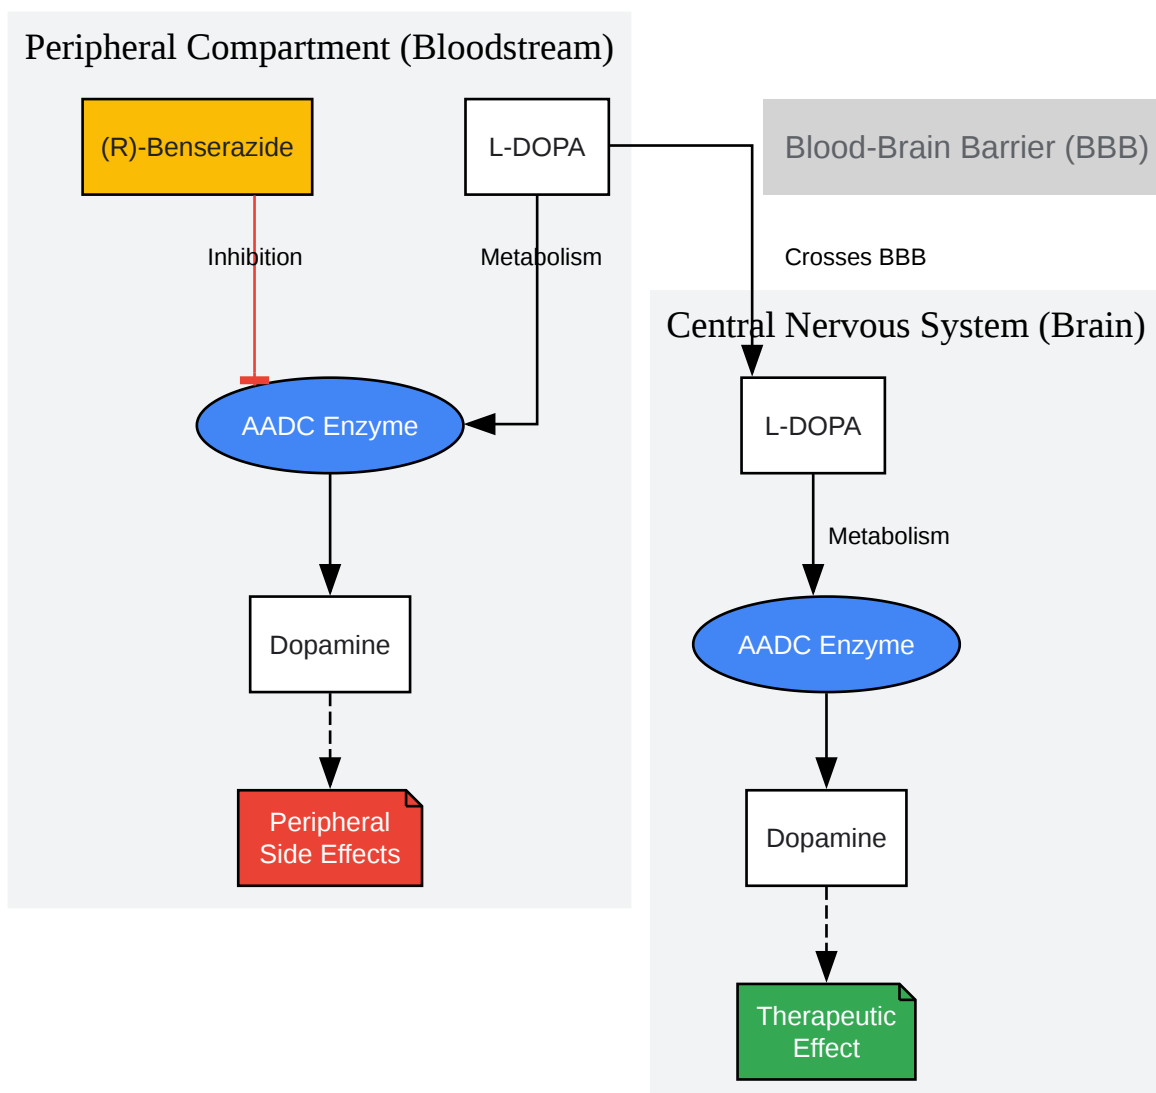 Peripheral Compartment (Bloodstream)
(R)-Benserazide
L-DOPA
Blood-Brain Barrier (BBB)
Inhibition
Metabolism
Crosses BBB
Central Nervous System (Brain)
AADC Enzyme
L-DOPA
Metabolism
Dopamine
AADC Enzyme
Peripheral
Side Effects
Dopamine
Therapeutic
Effect